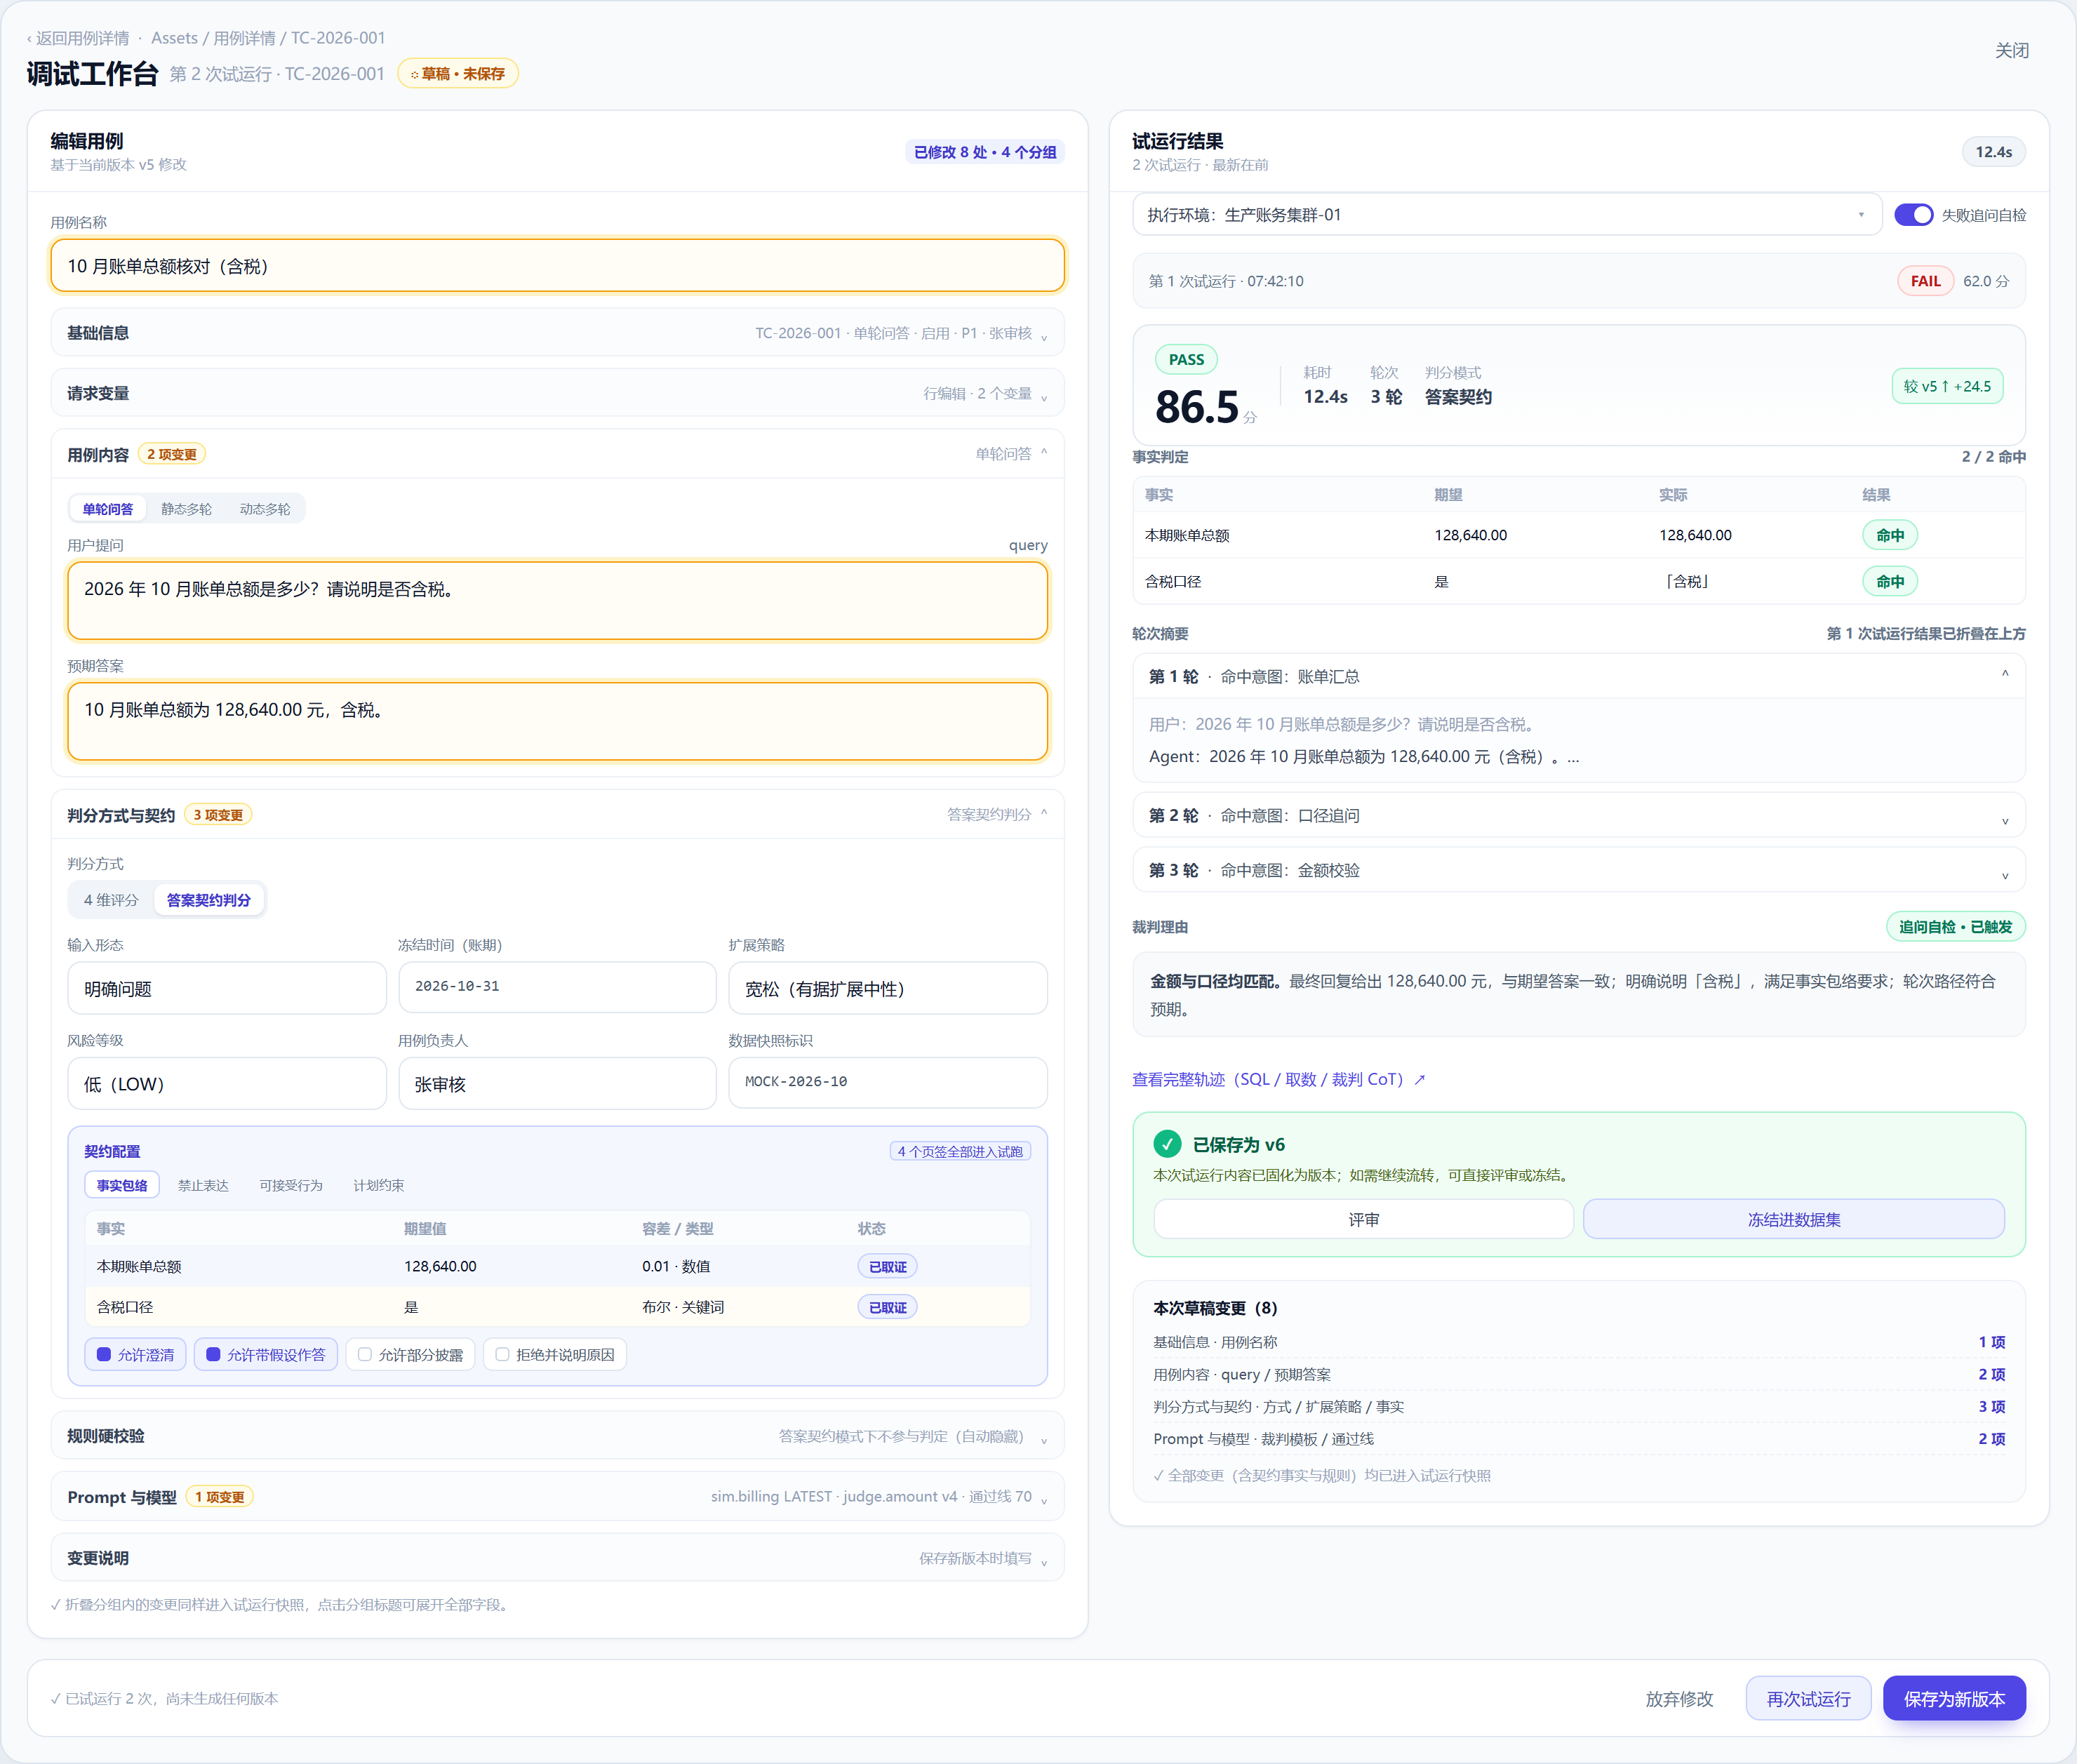 ‹ 返回用例详情 · Assets / 用例详情 / TC-2026-001
关闭
调试工作台 第 2 次试运行 · TC-2026-001 草稿 • 未保存
编辑用例
基于当前版本 v5 修改
已修改 8 处 • 4 个分组
用例名称
10 月账单总额核对（含税）
基础信息 TC-2026-001 · 单轮问答 · 启用 · P1 · 张审核
请求变量 行编辑 · 2 个变量
用例内容 2 项变更 单轮问答
单轮问答 静态多轮 动态多轮
用户提问 query
2026 年 10 月账单总额是多少？请说明是否含税。
预期答案
10 月账单总额为 128,640.00 元，含税。
判分方式与契约 3 项变更 答案契约判分
判分方式
4 维评分 答案契约判分
输入形态 冻结时间（账期） 扩展策略
明确问题 2026-10-31 宽松（有据扩展中性）
风险等级 用例负责人 数据快照标识
低（LOW） 张审核 MOCK-2026-10
契约配置 4 个页签全部进入试跑
事实包络 禁止表达 可接受行为 计划约束
事实 期望值 容差 / 类型 状态
本期账单总额 128,640.00 0.01 · 数值 已取证
含税口径 是 布尔 · 关键词 已取证
允许澄清 允许带假设作答 允许部分披露 拒绝并说明原因
规则硬校验 答案契约模式下不参与判定（自动隐藏）
Prompt 与模型 1 项变更 sim.billing LATEST · judge.amount v4 · 通过线 70
变更说明 保存新版本时填写
✓ 折叠分组内的变更同样进入试运行快照，点击分组标题可展开全部字段。
试运行结果
2 次试运行 · 最新在前
12.4s
执行环境：生产账务集群-01 失败追问自检
第 1 次试运行 · 07:42:10 FAIL 62.0 分
PASS
86.5 分
耗时 轮次 判分模式
12.4s 3 轮 答案契约
较 v5 ↑ +24.5
事实判定 2 / 2 命中
事实 期望 实际 结果
本期账单总额 128,640.00 128,640.00 命中
含税口径 是 「含税」 命中
轮次摘要 第 1 次试运行结果已折叠在上方
第 1 轮 · 命中意图：账单汇总
用户：2026 年 10 月账单总额是多少？请说明是否含税。
Agent：2026 年 10 月账单总额为 128,640.00 元（含税）。...
第 2 轮 · 命中意图：口径追问
第 3 轮 · 命中意图：金额校验
裁判理由 追问自检 • 已触发
金额与口径均匹配。最终回复给出 128,640.00 元，与期望答案一致；明确说明「含税」，满足事实包络要求；轮次路径符合
预期。
查看完整轨迹（SQL / 取数 / 裁判 CoT）↗
✓ 已保存为 v6
本次试运行内容已固化为版本；如需继续流转，可直接评审或冻结。
评审 冻结进数据集
本次草稿变更（8）
基础信息 · 用例名称 1 项
用例内容 · query / 预期答案 2 项
判分方式与契约 · 方式 / 扩展策略 / 事实 3 项
Prompt 与模型 · 裁判模板 / 通过线 2 项
✓ 全部变更（含契约事实与规则）均已进入试运行快照
✓ 已试运行 2 次，尚未生成任何版本
放弃修改 再次试运行 保存为新版本